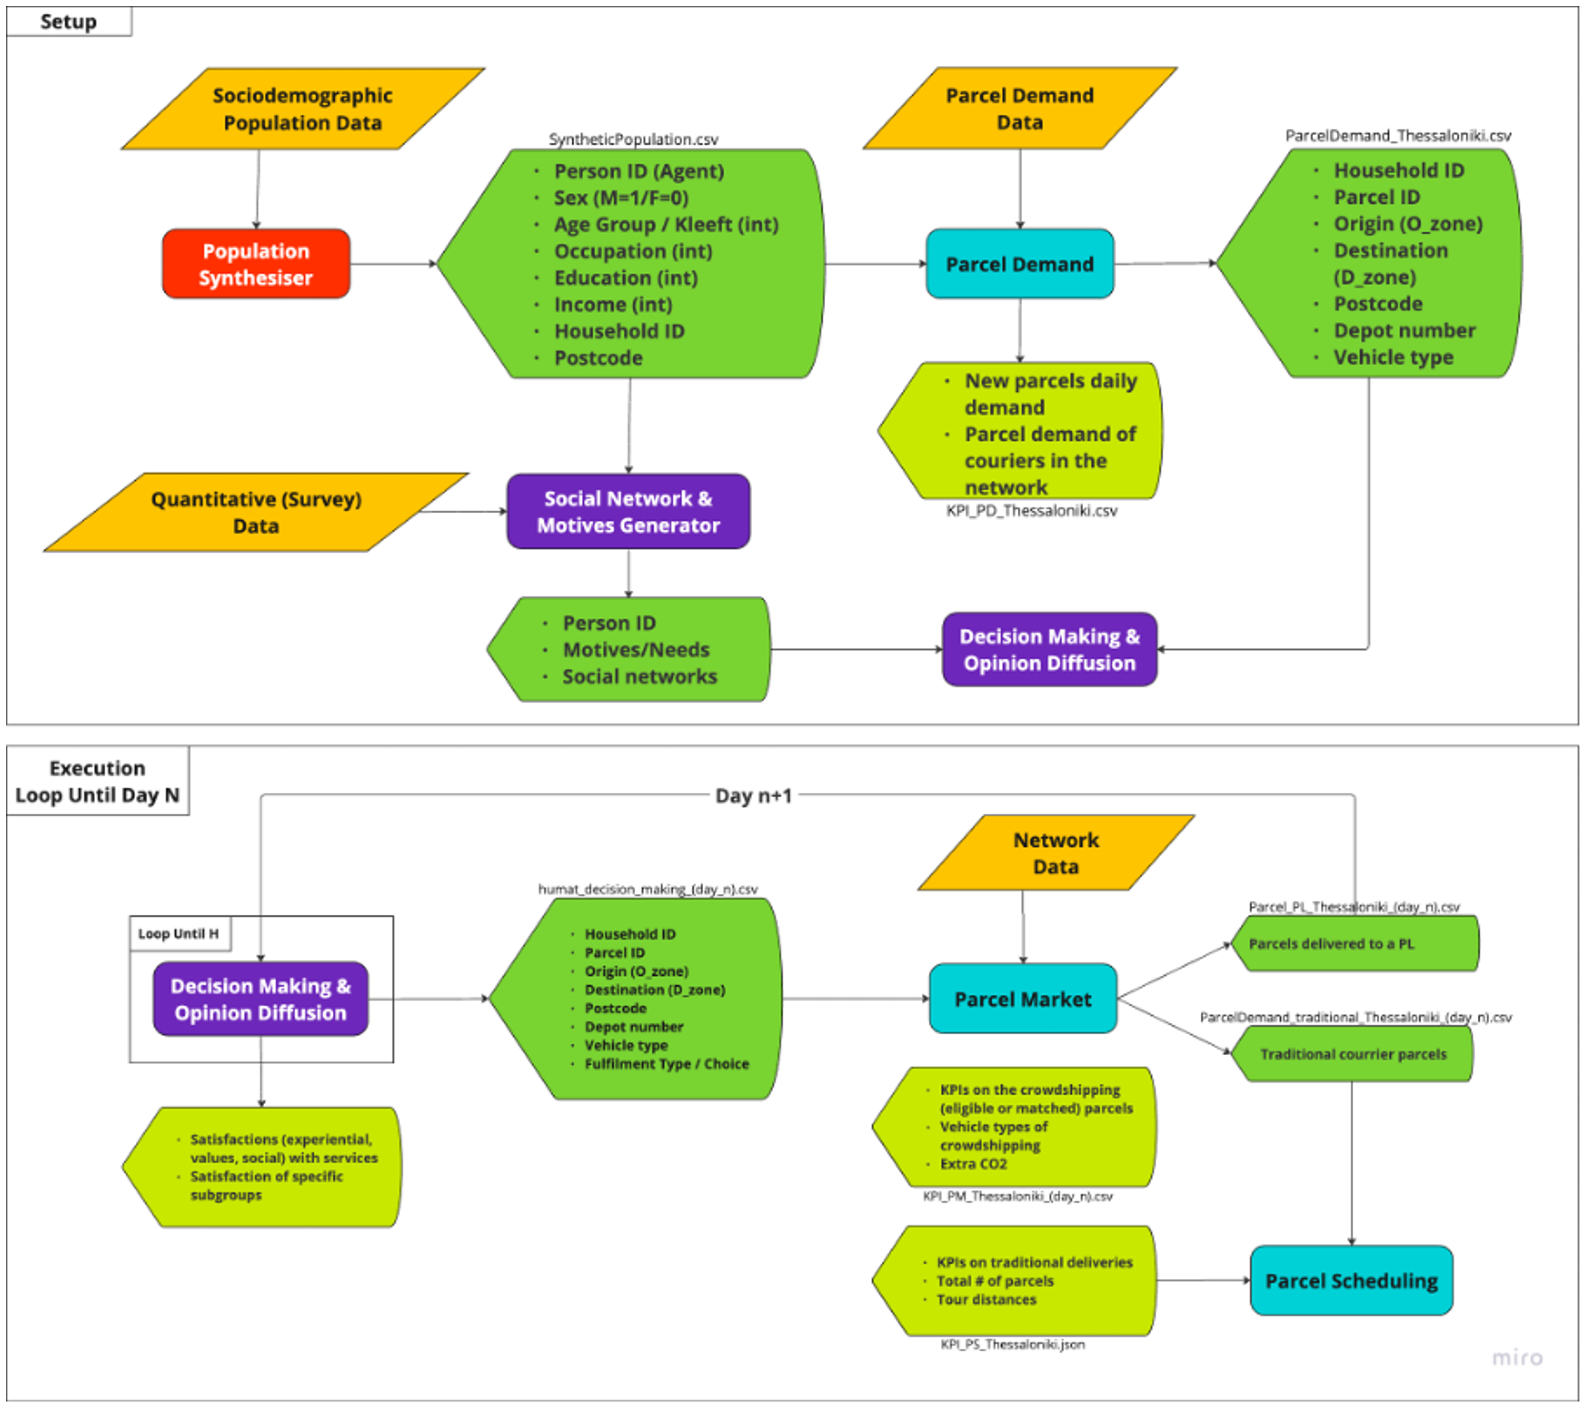 Setup
Sociodemographic
Population Data
Parcel Demand
Data
SyntheticPopulation.csv
· Person ID (Agent)
· Sex (M=1/F=0)
· Age Group / Kleeft (int)
· Occupation (int)
· Education (int)
· Income (int)
· Household ID
· Postcode
ParcelDemand_Thessaloniki.csv
· Household ID
· Parcel ID
· Origin (O_zone)
· Destination
(D_zone)
· Postcode
· Depot number
· Vehicle type
Population
Synthesiser
Parcel Demand
· New parcels daily
demand
· Parcel demand of
couriers in the
network
KPI_PD_Thessaloniki.csv
Quantitative (Survey)
Data
Social Network &
Motives Generator
· Person ID
· Motives/Needs
· Social networks
Decision Making &
Opinion Diffusion
Execution
Loop Until Day N
Day n+1
Network
Data
humat_decision_making_(day_n).csv
· Household ID
· Parcel ID
· Origin (O_zone)
· Destination (D_zone)
· Postcode
· Depot number
· Vehicle type
· Fulfilment Type / Choice
Loop Until H
Decision Making &
Opinion Diffusion
Parcel Market
Parcel_PL_Thessaloniki_(day_n).csv
Parcels delivered to a PL
ParcelDemand_traditional_Thessaloniki_(day_n).csv
Traditional courrier parcels
· Satisfactions (experiential,
values, social) with services
· Satisfaction of specific
subgroups
· KPIs on the crowdshipping
(eligible or matched) parcels
· Vehicle types of
crowdshipping
· Extra CO2
KPI_PM_Thessaloniki_(day_n).csv
· KPIs on traditional deliveries
· Total # of parcels
· Tour distances
KPI_PS_Thessaloniki.json
Parcel Scheduling
miro